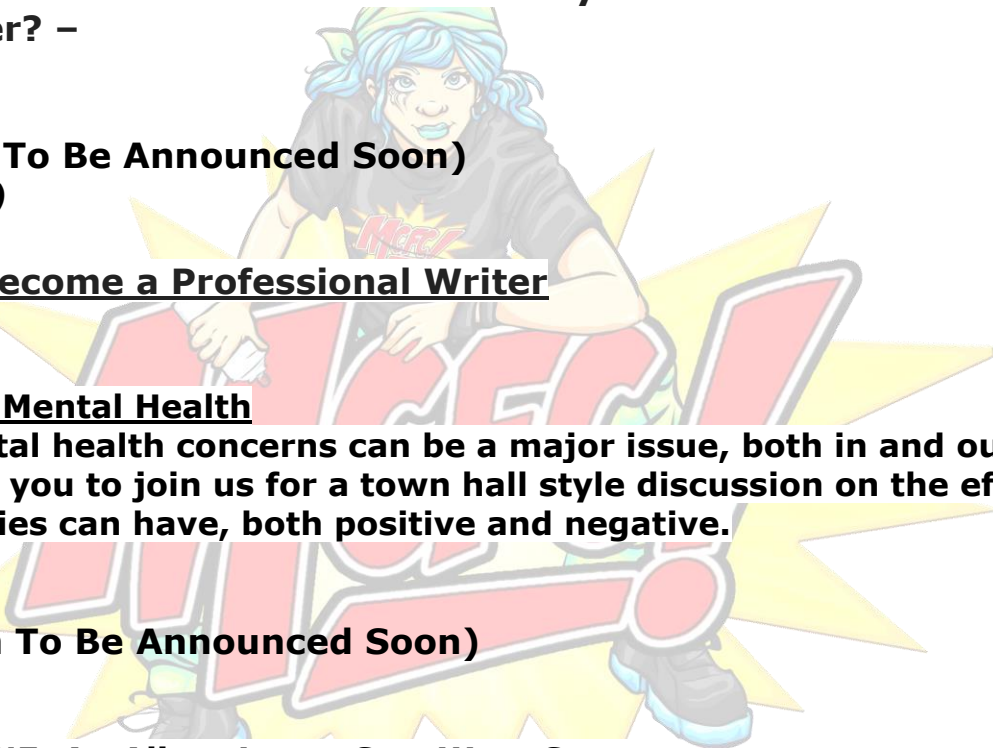 er? –
To Be Announced Soon)
)
MCFC!
ecome a Professional Writer
Mental Health
tal health concerns can be a major issue, both in and ou
you to join us for a town hall style discussion on the ef
ies can have, both positive and negative.
MCFC!
To Be Announced Soon)